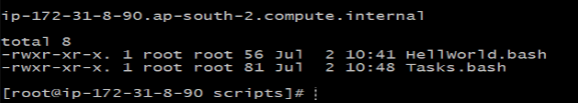 ip-172-31-8-90.ap-south-2.compute.internal
total 8
-rwxr-xr-x. 1 root root 56 Jul  2 10:41 HellWorld.bash
-rwxr-xr-x. 1 root root 81 Jul  2 10:48 Tasks.bash
[root@ip-172-31-8-90 scripts]#